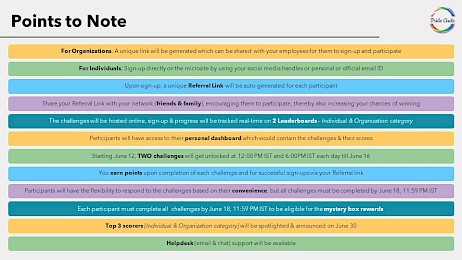 Points to Note
Pride Circle
For Organizations: A unique link will be generated which can be shared with your employees for them to sign-up and participate
For Individuals: Sign-up directly on the microsite by using your social media handles or personal or official email ID
Upon sign-up, a unique Referral Link will be auto-generated for each participant
Share your Referral Link with your network (friends & family), encouraging them to participate, thereby also increasing your chances of winning
The challenges will be hosted online, sign-up & progress will be tracked real-time on 2 Leaderboards - Individual & Organization category
Participants will have access to their personal dashboard which would contain the challenges & their scores
Starting June 12, TWO challenges will get unlocked at 12:00 PM IST and 6:00PM IST each day till June 16
You earn points upon completion of each challenge and for successful sign-ups via your Referral link
Participants will have the flexibility to respond to the challenges based on their convenience, but all challenges must be completed by June 18, 11:59 PM IST
Each participant must complete all challenges by June 18, 11:59 PM IST to be eligible for the mystery box rewards
Top 3 scorers (Individual & Organization category) will be spotlighted & announced on June 30
Helpdesk (email & chat) support will be available